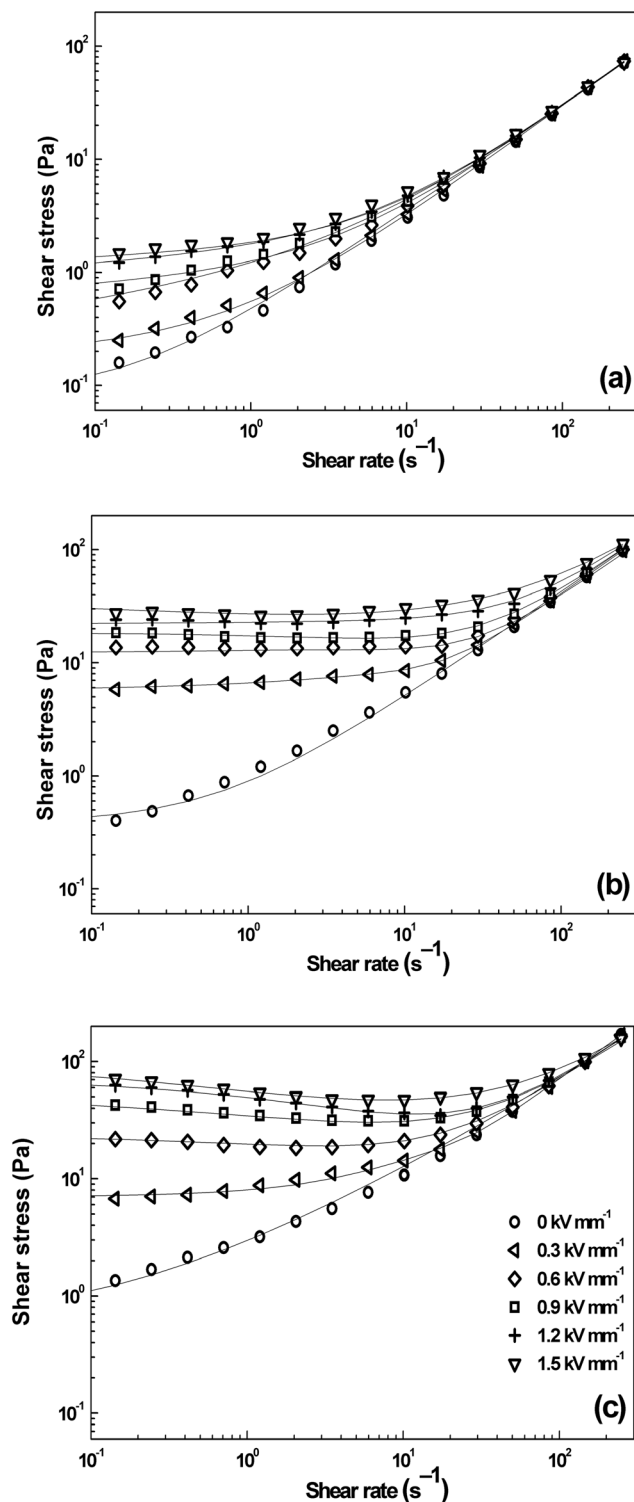 10²
10¹
10⁰
10⁻¹
Shear stress (Pa)
(a)
10⁻¹ 10⁰ 10¹ 10²
Shear rate (s⁻¹)
10²
10¹
10⁰
10⁻¹
Shear stress (Pa)
(b)
10⁻¹ 10⁰ 10¹ 10²
Shear rate (s⁻¹)
10²
10¹
10⁰
10⁻¹
Shear stress (Pa)
0 kV mm⁻¹
0.3 kV mm⁻¹
0.6 kV mm⁻¹
0.9 kV mm⁻¹
1.2 kV mm⁻¹
1.5 kV mm⁻¹
(c)
10⁻¹ 10⁰ 10¹ 10²
Shear rate (s⁻¹)